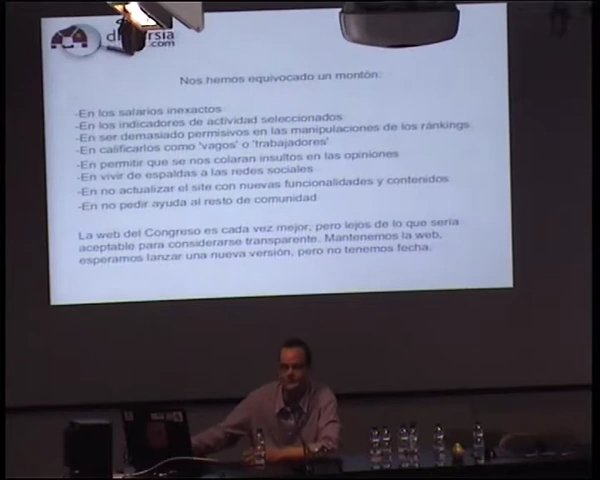 .com
Nos hemos equivocado un montón:
-En los salarios inexactos
-En los indicadores de actividad seleccionados
-En ser demasiado permisivos en las manipulaciones de los ránkings
-En calificarlos como 'vagos' o 'trabajadores'
-En permitir que se nos colaran insultos en las opiniones
-En vivir de espaldas a las redes sociales
-En no actualizar el site con nuevas funcionalidades y contenidos
-En no pedir ayuda al resto de comunidad
La web del Congreso es cada vez mejor, pero lejos de lo que sería
aceptable para considerarse transparente. Mantenemos la web,
esperamos lanzar una nueva versión, pero no tenemos fecha.